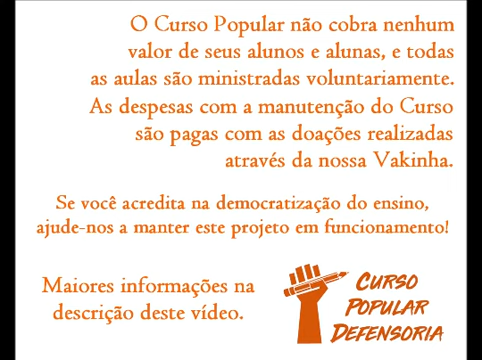 O Curso Popular não cobra nenhum
valor de seus alunos e alunas, e todas
as aulas são ministradas voluntariamente.
As despesas com a manutenção do Curso
são pagas com as doações realizadas
através da nossa Vakinha.
Se você acredita na democratização do ensino,
ajude-nos a manter este projeto em funcionamento!
Maiores informações na
descrição deste vídeo.
CURSO
POPULAR
DEFENSORIA